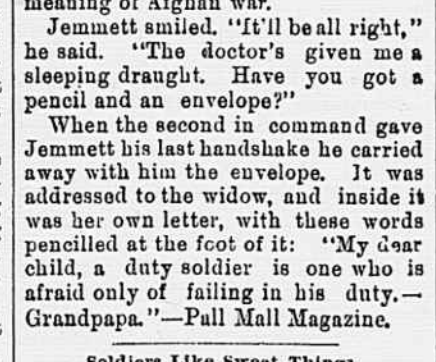 meaning of Afghan war.
Jemmett smiled. "It'll be all right,"
he said. "The doctor's given me a
sleeping draught. Have you got a
pencil and an envelope?"
When the second in command gave
Jemmett his last handshake he carried
away with him the envelope. It was
addressed to the widow, and inside it
was her own letter, with these words
pencilled at the foot of it: "My dear
child, a duty soldier is one who is
afraid only of failing in his duty.—
Grandpapa."—Pall Mall Magazine.
Soldiers Like Sweet Things